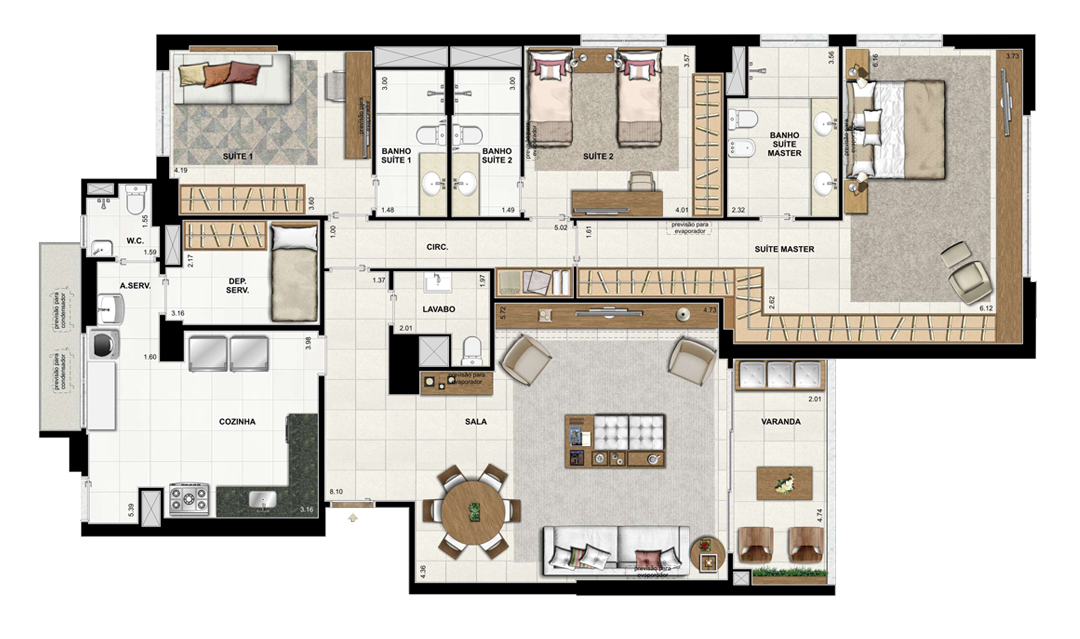 3.73
6.16
3.56
3.57
3.00
3.00
previsão para
evaporador
previsão para
evaporador
previsão para
evaporador
BANHO
SUÍTE
MASTER
SUÍTE 1
BANHO
SUÍTE 1
BANHO
SUÍTE 2
SUÍTE 2
4.19
3.60
1.48
1.49
4.01
2.32
1.55
W.C.
1.59
1.00
CIRC.
5.02
1.61
previsão para
evaporador
SUÍTE MASTER
2.17
DEP.
SERV.
A.SERV.
3.16
1.37
1.97
LAVABO
2.01
previsão para
condensador
previsão para
condensador
1.60
3.98
5.72
4.73
2.62
6.12
previsão para
evaporador
COZINHA
SALA
VARANDA
2.01
5.39
3.16
8.10
4.36
4.74
previsão para
evaporador